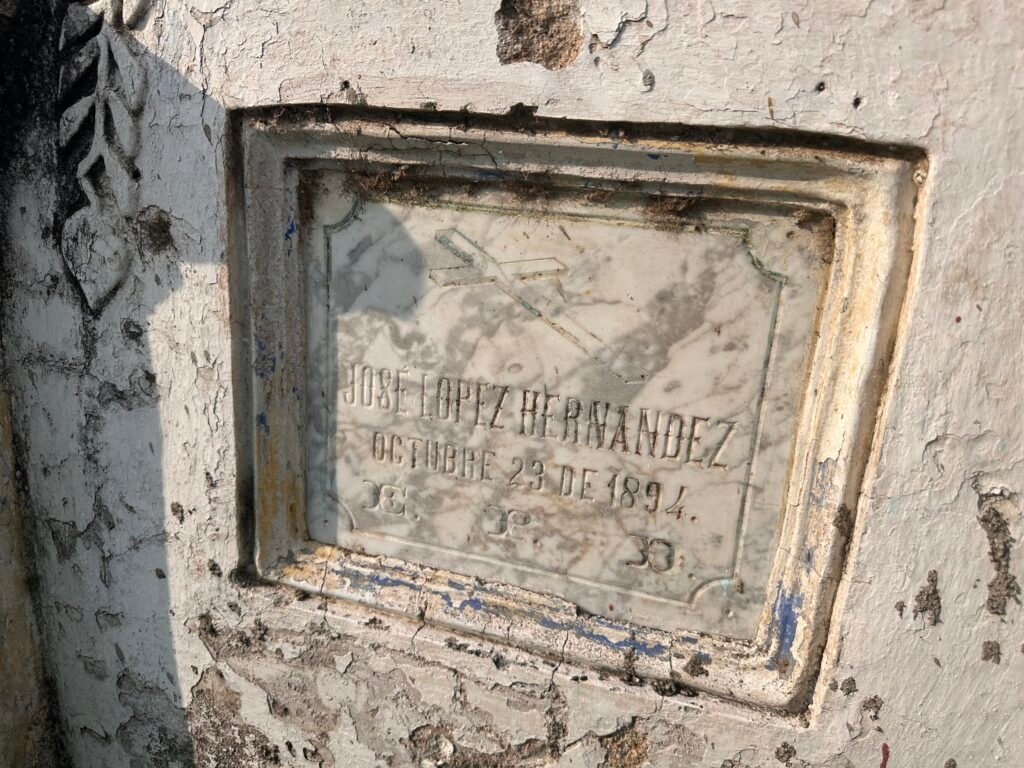 JOSÉ LOPEZ HERNANDEZ
OCTUBRE 23 DE 1894.
E. P. D.